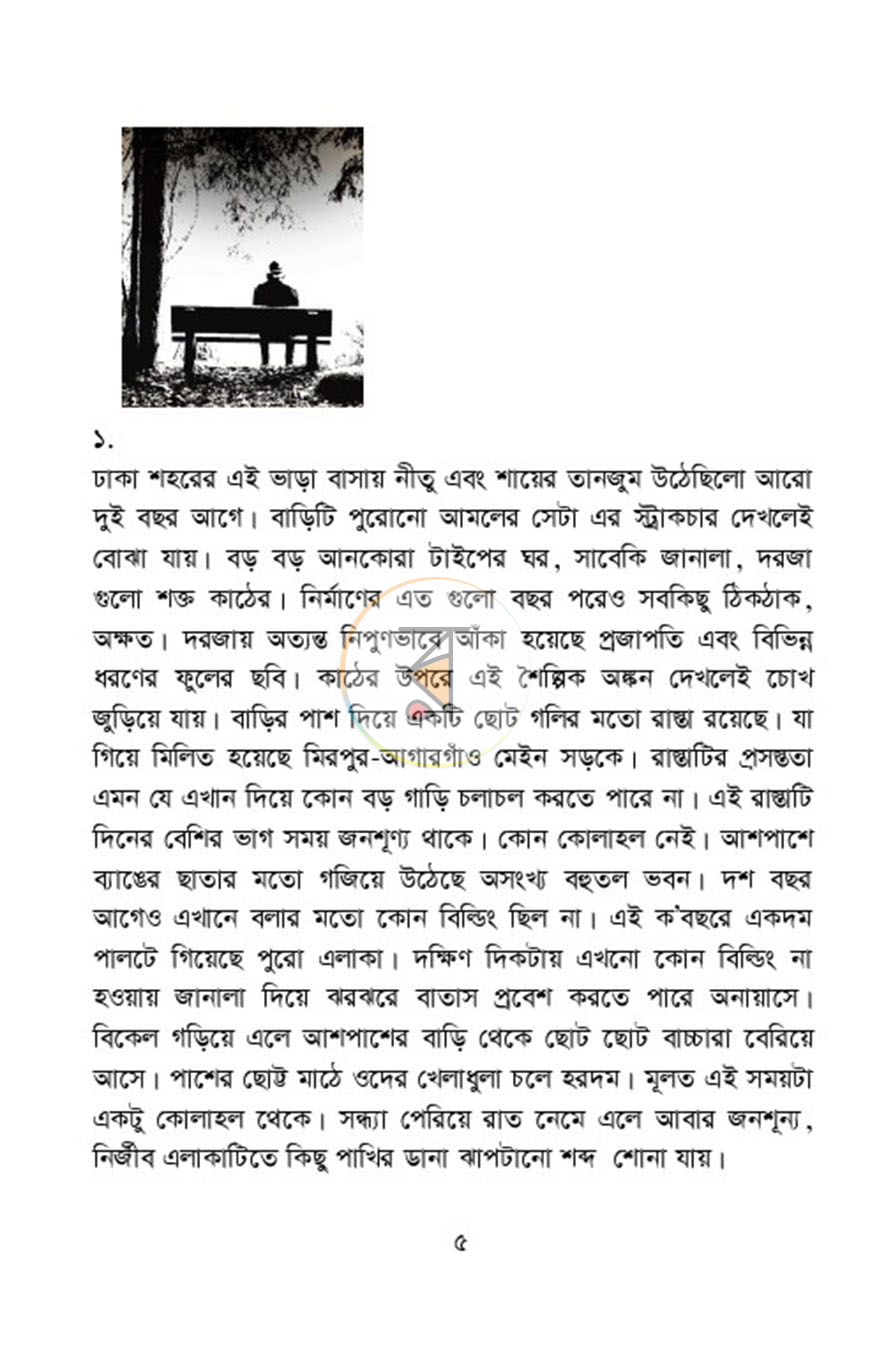 ১.
ঢাকা শহরের এই ভাড়া বাসায় নীতু এবং শায়ের তানজুম উঠেছিলো আরো
দুই বছর আগে। বাড়িটি পুরোনো আমলের সেটা এর স্ট্রাকচার দেখলেই
বোঝা যায়। বড় বড় আনকোরা টাইপের ঘর, সাবেকি জানালা, দরজা
গুলো শক্ত কাঠের। নির্মাণের এত গুলো বছর পরেও সবকিছু ঠিকঠাক,
অক্ষত। দরজায় অত্যন্ত নিপুণভাবে আঁকা হয়েছে প্রজাপতি এবং বিভিন্ন
ধরণের ফুলের ছবি। কাঠের উপরে এই শৈল্পিক অঙ্কন দেখলেই চোখ
জুড়িয়ে যায়। বাড়ির পাশ দিয়ে একটি ছোট গলির মতো রাস্তা রয়েছে। যা
গিয়ে মিলিত হয়েছে মিরপুর-আগারগাঁও মেইন সড়কে। রাস্তাটির প্রসস্ততা
এমন যে এখান দিয়ে কোন বড় গাড়ি চলাচল করতে পারে না। এই রাস্তাটি
দিনের বেশির ভাগ সময় জনশূণ্য থাকে। কোন কোলাহল নেই। আশপাশে
ব্যাঙের ছাতার মতো গজিয়ে উঠেছে অসংখ্য বহুতল ভবন। দশ বছর
আগেও এখানে বলার মতো কোন বিল্ডিং ছিল না। এই ক'বছরে একদম
পালটে গিয়েছে পুরো এলাকা। দক্ষিণ দিকটায় এখনো কোন বিল্ডিং না
হওয়ায় জানালা দিয়ে ঝরঝরে বাতাস প্রবেশ করতে পারে অনায়াসে।
বিকেল গড়িয়ে এলে আশপাশের বাড়ি থেকে ছোট ছোট বাচ্চারা বেরিয়ে
আসে। পাশের ছোট্ট মাঠে ওদের খেলাধুলা চলে হরদম। মূলত এই সময়টা
একটু কোলাহল থেকে। সন্ধ্যা পেরিয়ে রাত নেমে এলে আবার জনশূন্য,
নির্জীব এলাকাটিতে কিছু পাখির ডানা ঝাপটানো শব্দ শোনা যায়।
৫